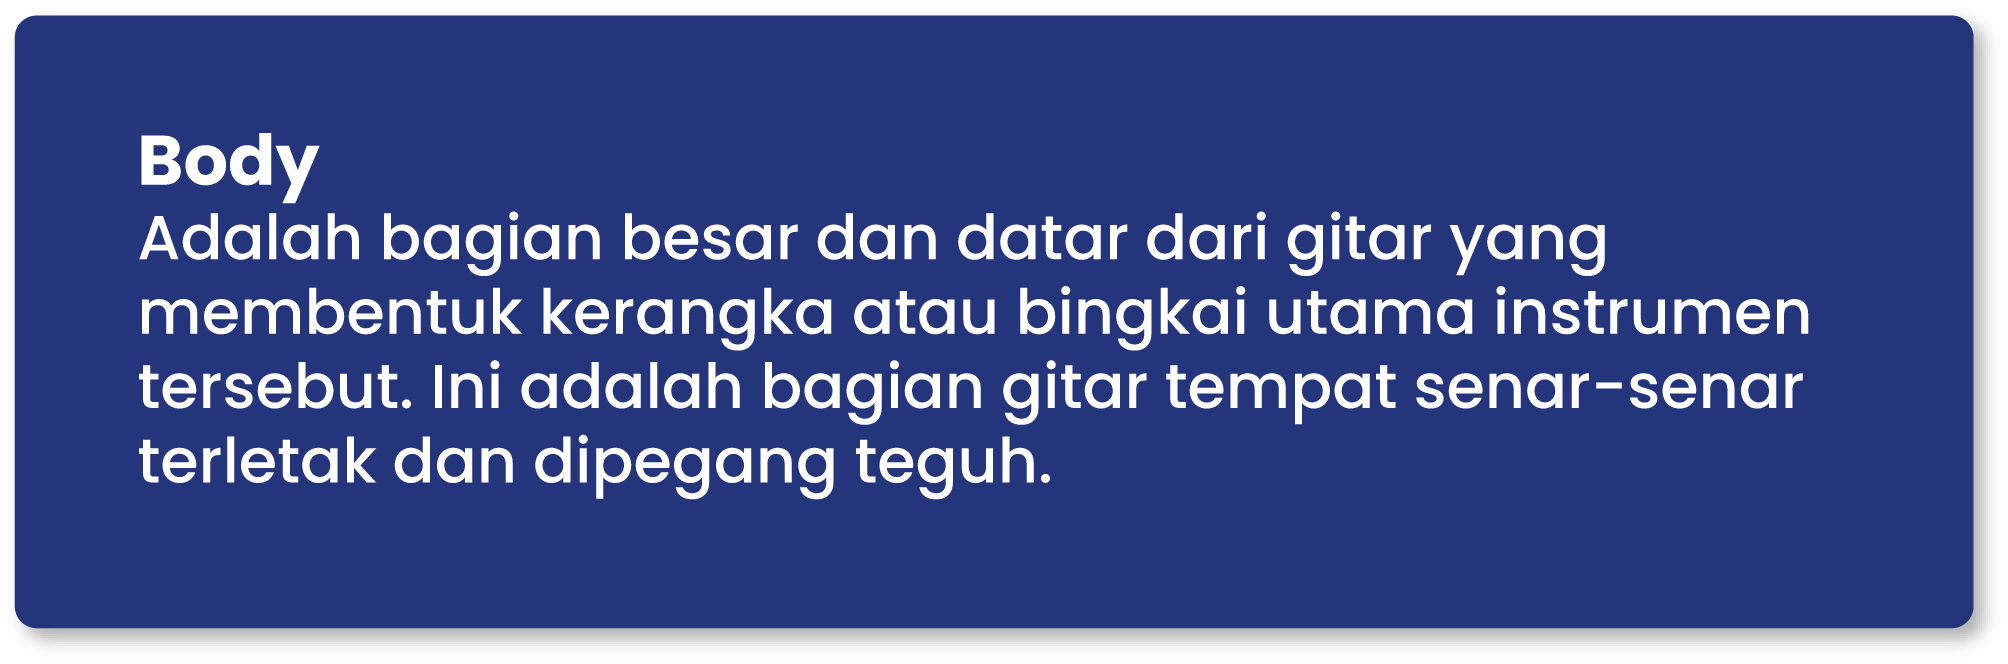 Body
Adalah bagian besar dan datar dari gitar yang
membentuk kerangka atau bingkai utama instrumen
tersebut. Ini adalah bagian gitar tempat senar-senar
terletak dan dipegang teguh.